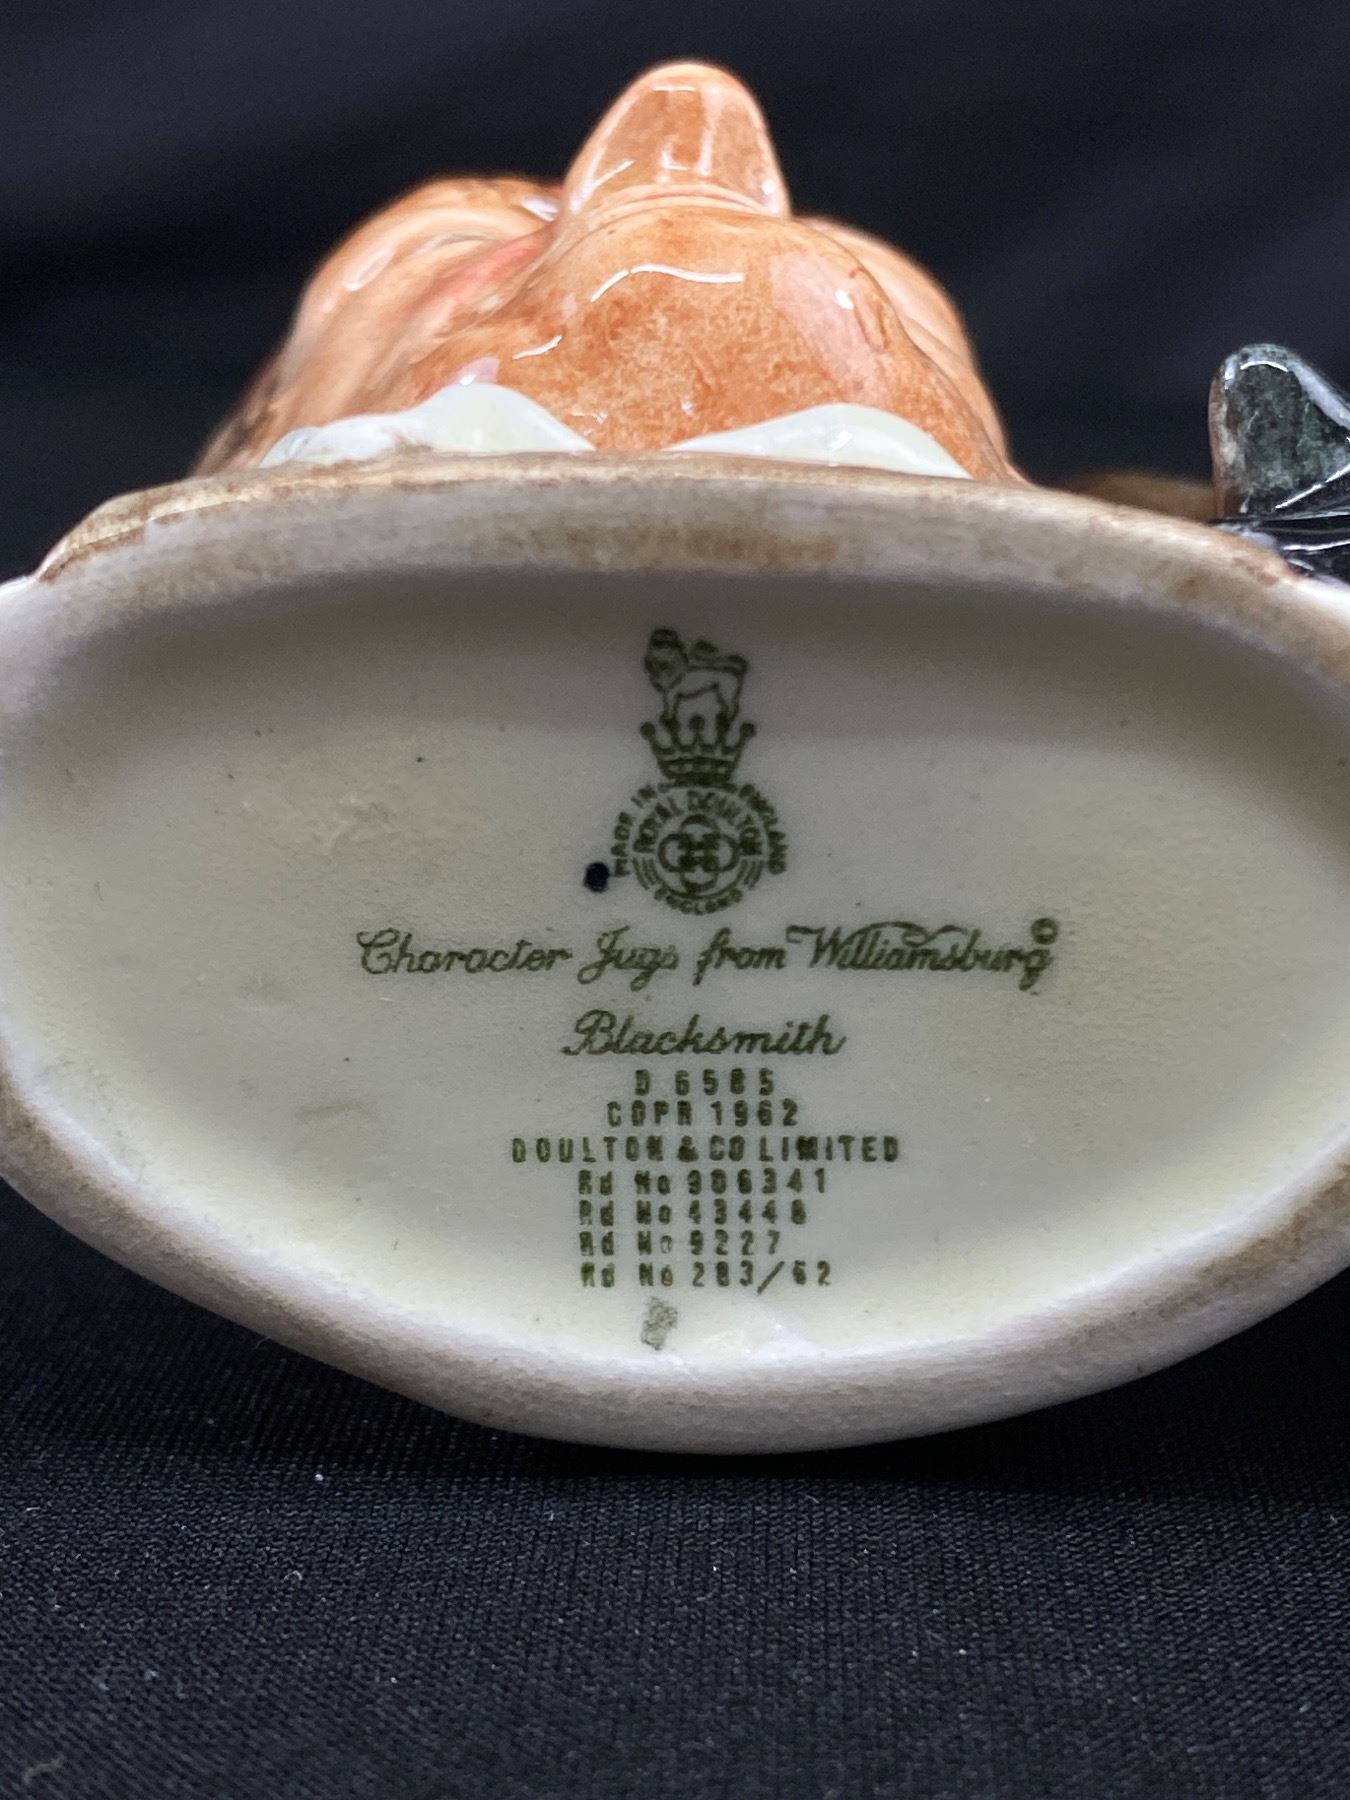 MADE IN ENGLAND
ROYAL DOULTON
ENGLAND
Character Jugs from Williamsburg ©
Blacksmith
D 6585
COPR 1962
DOULTON & CO LIMITED
Rd No 906341
Rd No 43448
Rd No 9227
Rd No 283/62